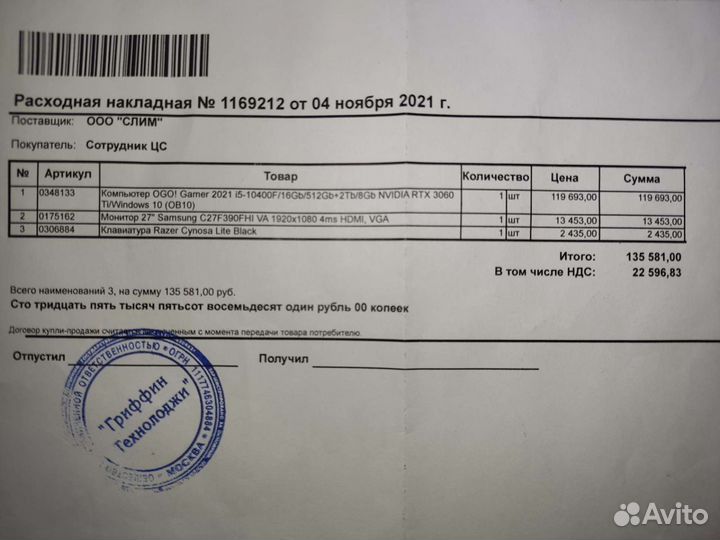 Расходная накладная № 1169212 от 04 ноября 2021 г.
Поставщик: ООО "СЛИМ"
Покупатель: Сотрудник ЦС
№ Артикул Товар Количество Цена Сумма
1 0348133 Компьютер OGO! Gamer 2021 i5-10400F/16Gb/512Gb+2Tb/8Gb NVIDIA RTX 3060 1 шт 119 693,00 119 693,00
Ti/Windows 10 (OB10)
2 0175162 Монитор 27" Samsung C27F390FHI VA 1920x1080 4ms HDMI, VGA 1 шт 13 453,00 13 453,00
3 0306884 Клавиатура Razer Cynosa Lite Black 1 шт 2 435,00 2 435,00
Итого: 135 581,00
В том числе НДС: 22 596,83
Всего наименований 3, на сумму 135 581,00 руб.
Сто тридцать пять тысяч пятьсот восемьдесят один рубль 00 копеек
Договор купли-продажи с момента передачи товара потребителю.
Отпустил Получил
ОТВЕТСТВЕННОСТЬЮ • ОГРН 1117746304884 • МОСКВА
"Гриффин
Технолоджи"
Avito